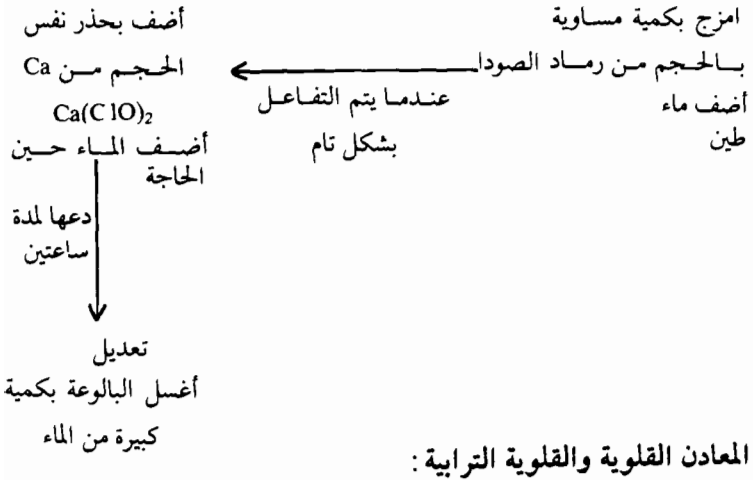 امزج بكمية مساوية
بالحجم من رماد الصودا
أضف ماء
طين
عندما يتم التفاعل
بشكل تام
أضف بحذر نفس
الحجم من Ca
Ca(ClO)₂
أضف الماء حين
الحاجة
دعها لمدة
ساعتين
تعديل
أغسل البالوعة بكمية
كبيرة من الماء
المعادن القلوية والقلوية الترابية :